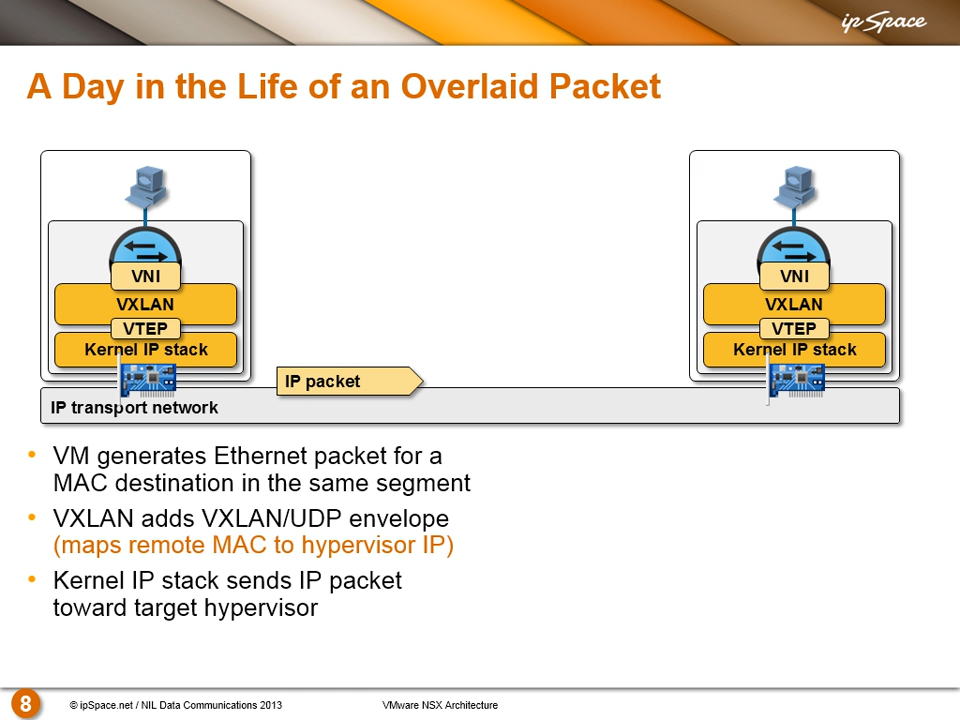 ipSpace
A Day in the Life of an Overlaid Packet
VNI
VXLAN
VTEP
Kernel IP stack
VNI
VXLAN
VTEP
Kernel IP stack
IP packet
IP transport network
• VM generates Ethernet packet for a
MAC destination in the same segment
• VXLAN adds VXLAN/UDP envelope
(maps remote MAC to hypervisor IP)
• Kernel IP stack sends IP packet
toward target hypervisor
8
© ipSpace.net / NIL Data Communications 2013
VMware NSX Architecture